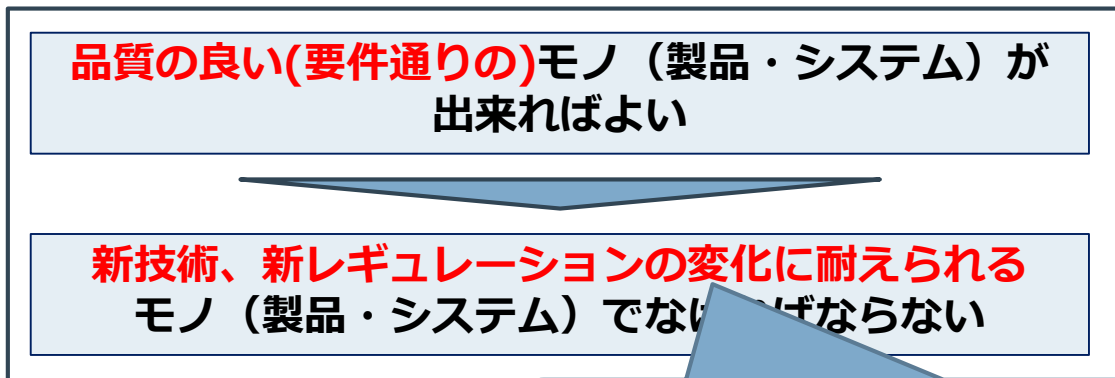 品質の良い(要件通りの)モノ（製品・システム）が
出来ればよい
新技術、新レギュレーションの変化に耐えられる
モノ（製品・システム）でなければならない